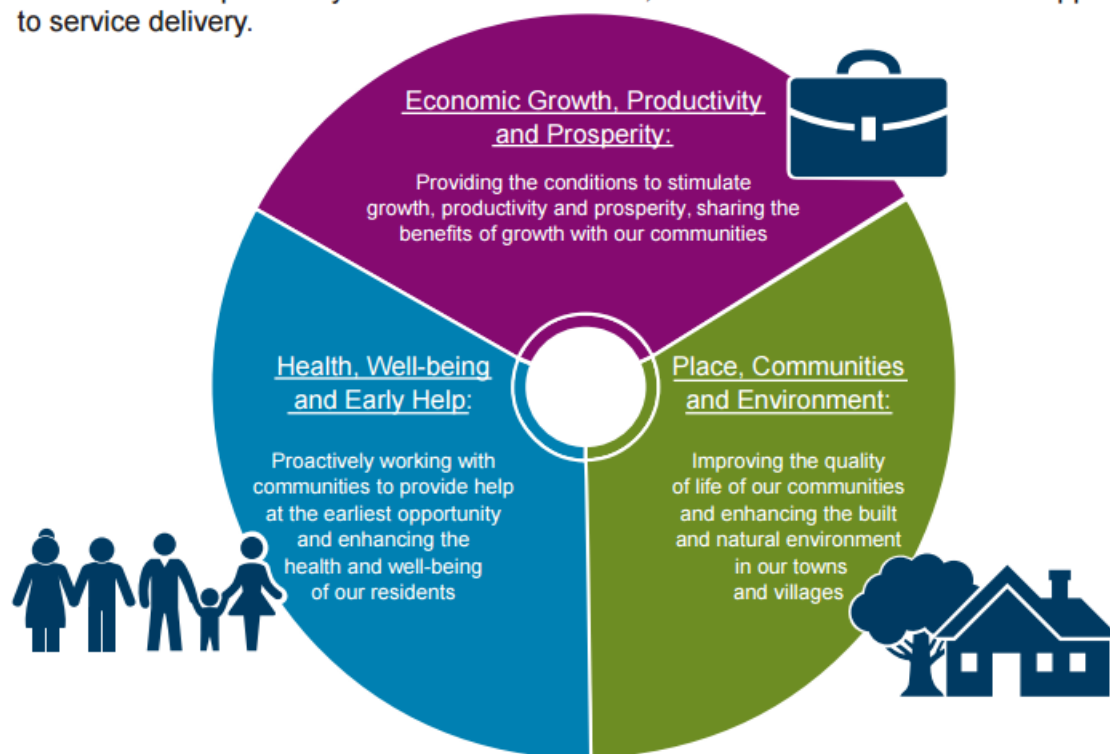 to service delivery.
Economic Growth, Productivity
and Prosperity:
Providing the conditions to stimulate
growth, productivity and prosperity, sharing the
benefits of growth with our communities
Health, Well-being
and Early Help:
Proactively working with
communities to provide help
at the earliest opportunity
and enhancing the
health and well-being
of our residents
Place, Communities
and Environment:
Improving the quality
of life of our communities
and enhancing the built
and natural environment
in our towns
and villages